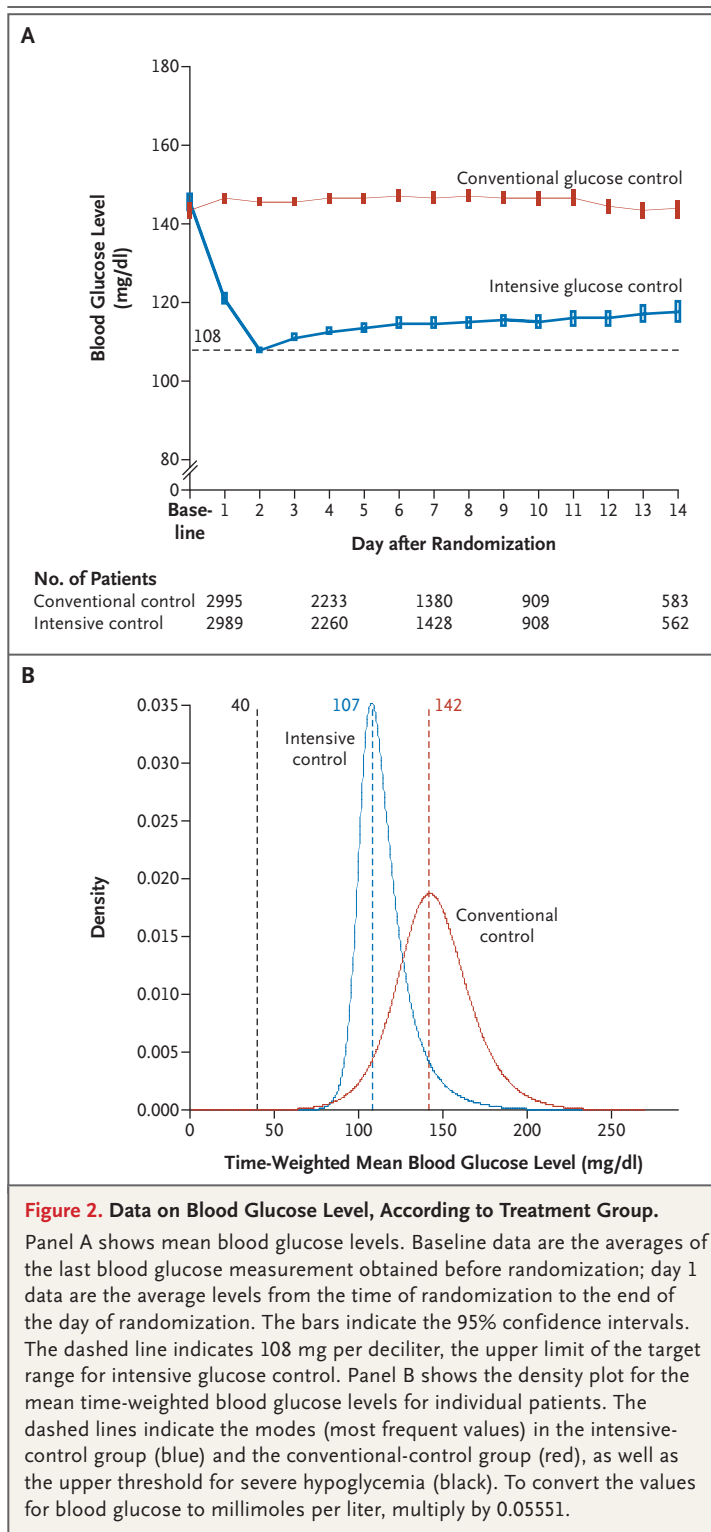 A
180
160
140
120
100
80
0
Blood Glucose Level
(mg/dl)
Conventional glucose control
Intensive glucose control
108
Base-
line
1 2 3 4 5 6 7 8 9 10 11 12 13 14
Day after Randomization
No. of Patients
Conventional control 2995 2233 1380 909 583
Intensive control 2989 2260 1428 908 562
B
0.035
0.030
0.025
0.020
0.015
0.010
0.005
0.000
Density
40 107 142
Intensive
control
Conventional
control
0 50 100 150 200 250
Time-Weighted Mean Blood Glucose Level (mg/dl)
Figure 2. Data on Blood Glucose Level, According to Treatment Group.
Panel A shows mean blood glucose levels. Baseline data are the averages of
the last blood glucose measurement obtained before randomization; day 1
data are the average levels from the time of randomization to the end of
the day of randomization. The bars indicate the 95% confidence intervals.
The dashed line indicates 108 mg per deciliter, the upper limit of the target
range for intensive glucose control. Panel B shows the density plot for the
mean time-weighted blood glucose levels for individual patients. The
dashed lines indicate the modes (most frequent values) in the intensive-
control group (blue) and the conventional-control group (red), as well as
the upper threshold for severe hypoglycemia (black). To convert the values
for blood glucose to millimoles per liter, multiply by 0.05551.